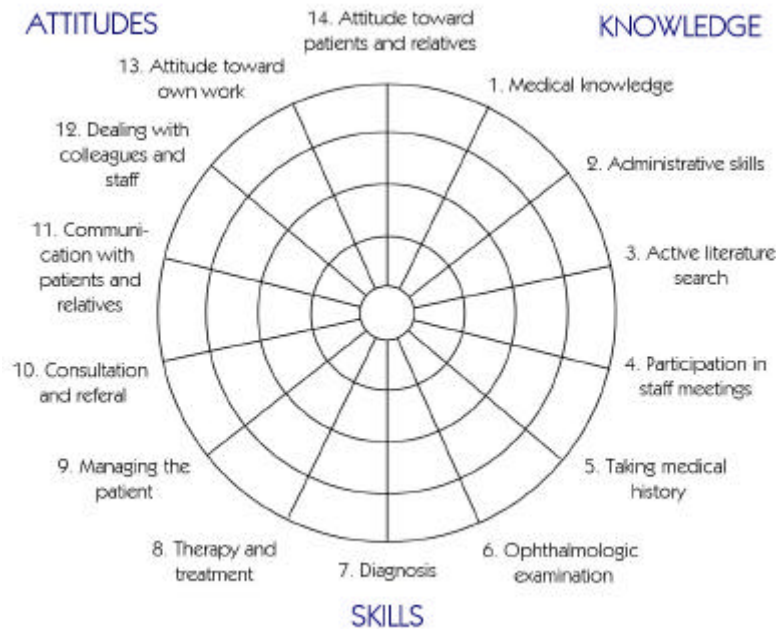 ATTITUDES
KNOWLEDGE
14. Attitude toward
patients and relatives
1. Medical knowledge
2. Administrative skills
3. Active literature
search
4. Participation in
staff meetings
5. Taking medical
history
6. Ophthalmologic
examination
7. Diagnosis
8. Therapy and
treatment
9. Managing the
patient
10. Consultation
and referal
11. Communi-
cation with
patients and
relatives
12. Dealing with
colleagues and
staff
13. Attitude toward
own work
SKILLS